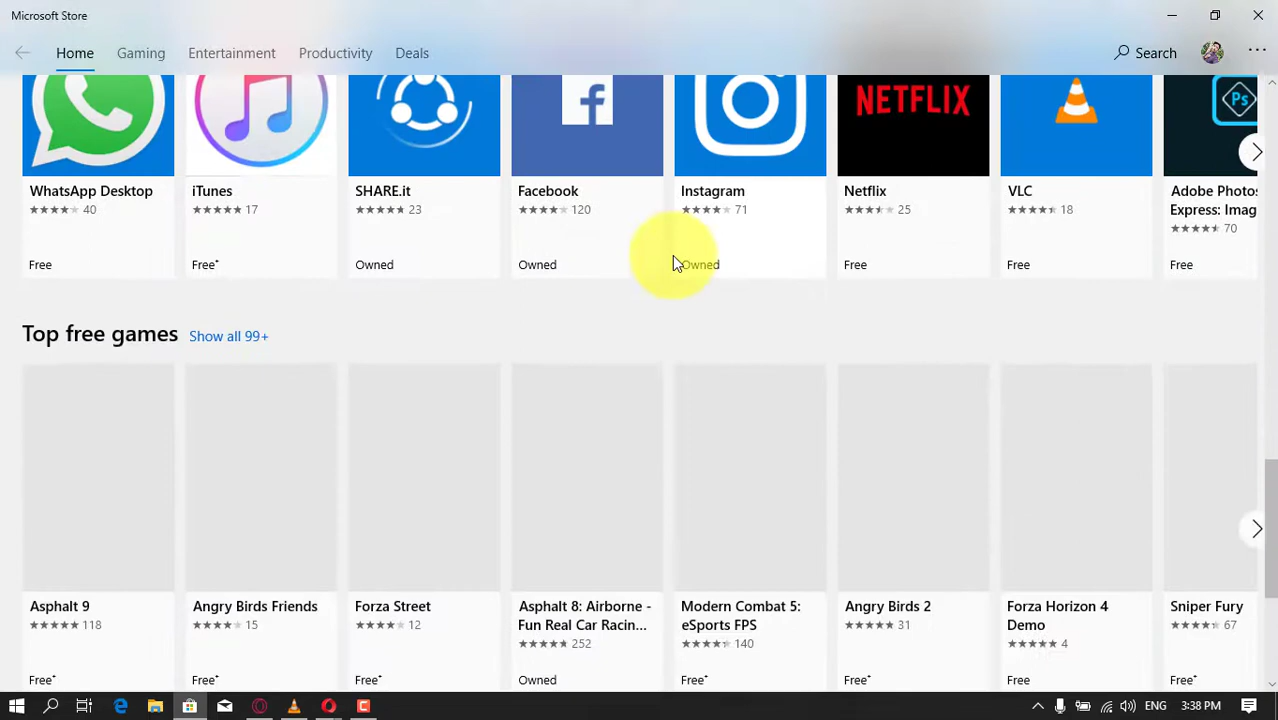 Microsoft Store
Home Gaming Entertainment Productivity Deals Search
f NETFLIX Ps
WhatsApp Desktop iTunes SHARE.it Facebook Instagram Netflix VLC Adobe Photos
Express: Imag
40 17 23 120 71 25 18 70
Free Free+ Owned Owned Owned Free Free Free
Top free games Show all 99+
Asphalt 9 Angry Birds Friends Forza Street Asphalt 8: Airborne - Modern Combat 5: Angry Birds 2 Forza Horizon 4 Sniper Fury
Fun Real Car Racin... eSports FPS Demo
118 15 12 252 140 31 4 67
Free+ Free+ Free+ Owned Free+ Free+ Free Free+
ENG 3:38 PM